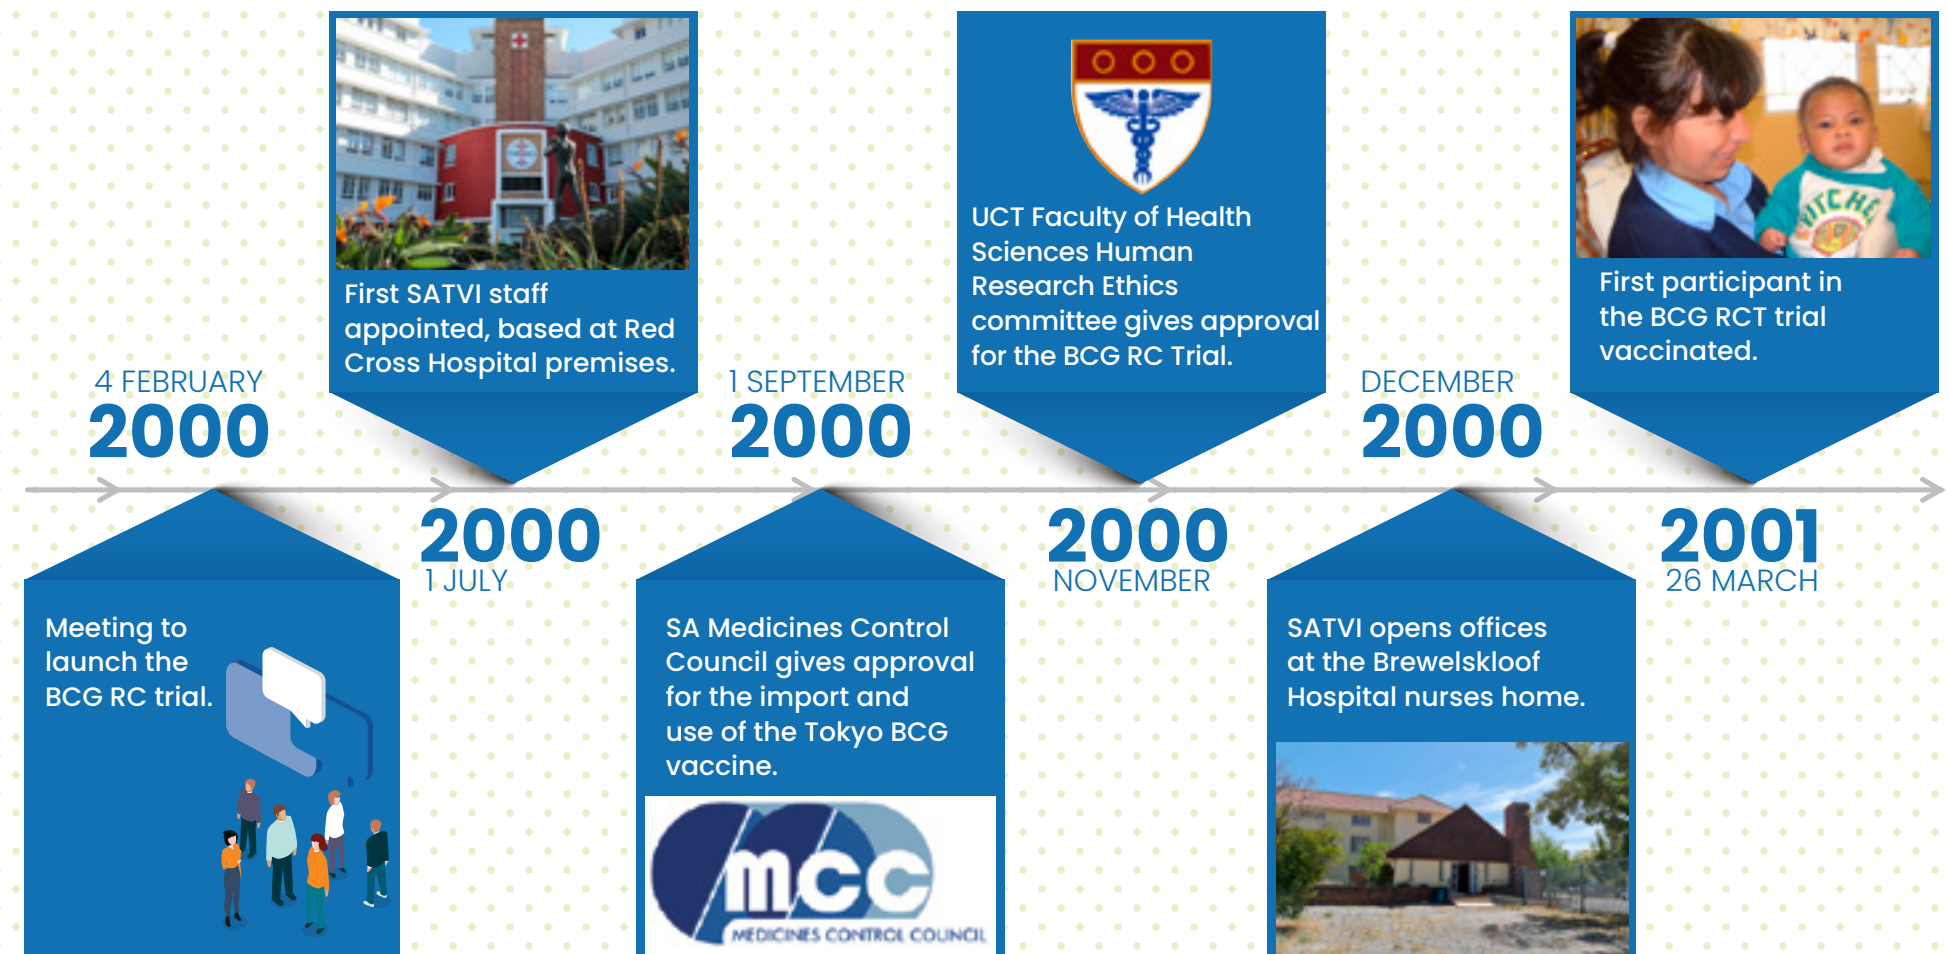 4 FEBRUARY
2000
Meeting to
launch the
BCG RC trial.
First SATVI staff
appointed, based at Red
Cross Hospital premises.
2000
1 JULY
1 SEPTEMBER
2000
SA Medicines Control
Council gives approval
for the import and
use of the Tokyo BCG
vaccine.
mcc
MEDICINES CONTROL COUNCIL
UCT Faculty of Health
Sciences Human
Research Ethics
committee gives approval
for the BCG RC Trial.
2000
NOVEMBER
DECEMBER
2000
SATVI opens offices
at the Brewelskloof
Hospital nurses home.
First participant in
the BCG RCT trial
vaccinated.
2001
26 MARCH